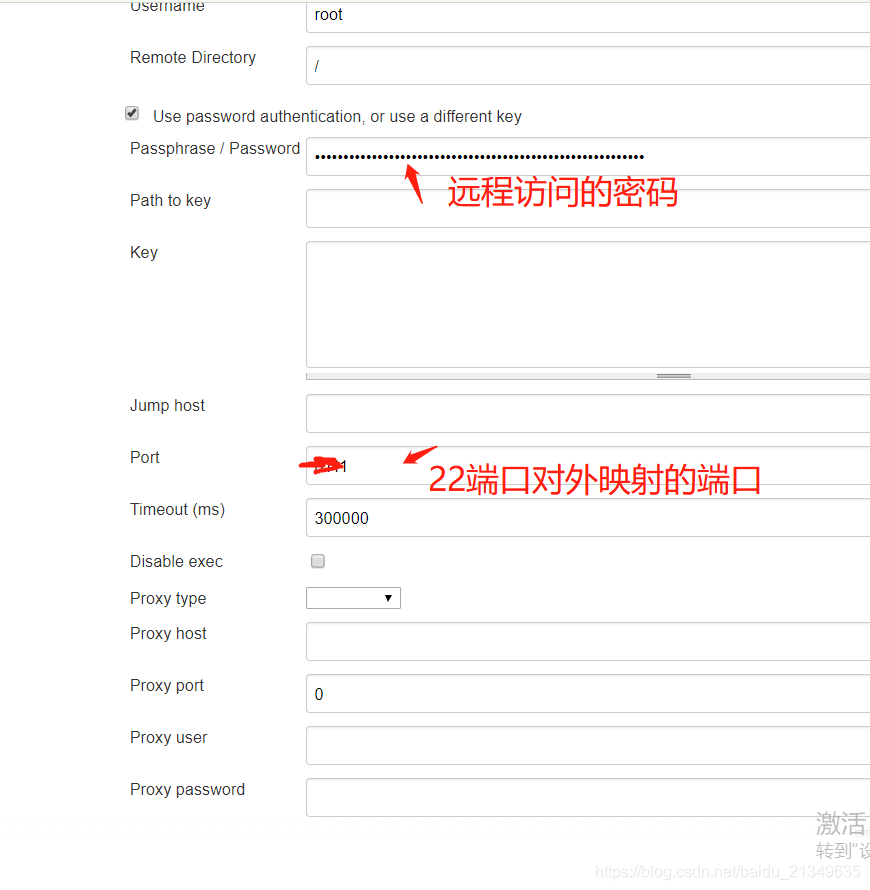 Username
root
Remote Directory
/
Use password authentication, or use a different key
Passphrase / Password
••••••••••••••••••••••••••••••••••••••••••••••••••••••••••
远程访问的密码
Path to key
Key
Jump host
Port
1
22端口对外映射的端口
Timeout (ms)
300000
Disable exec
Proxy type
Proxy host
Proxy port
0
Proxy user
Proxy password
激活
转到"设
https://blog.csdn.net/baidu_21349635